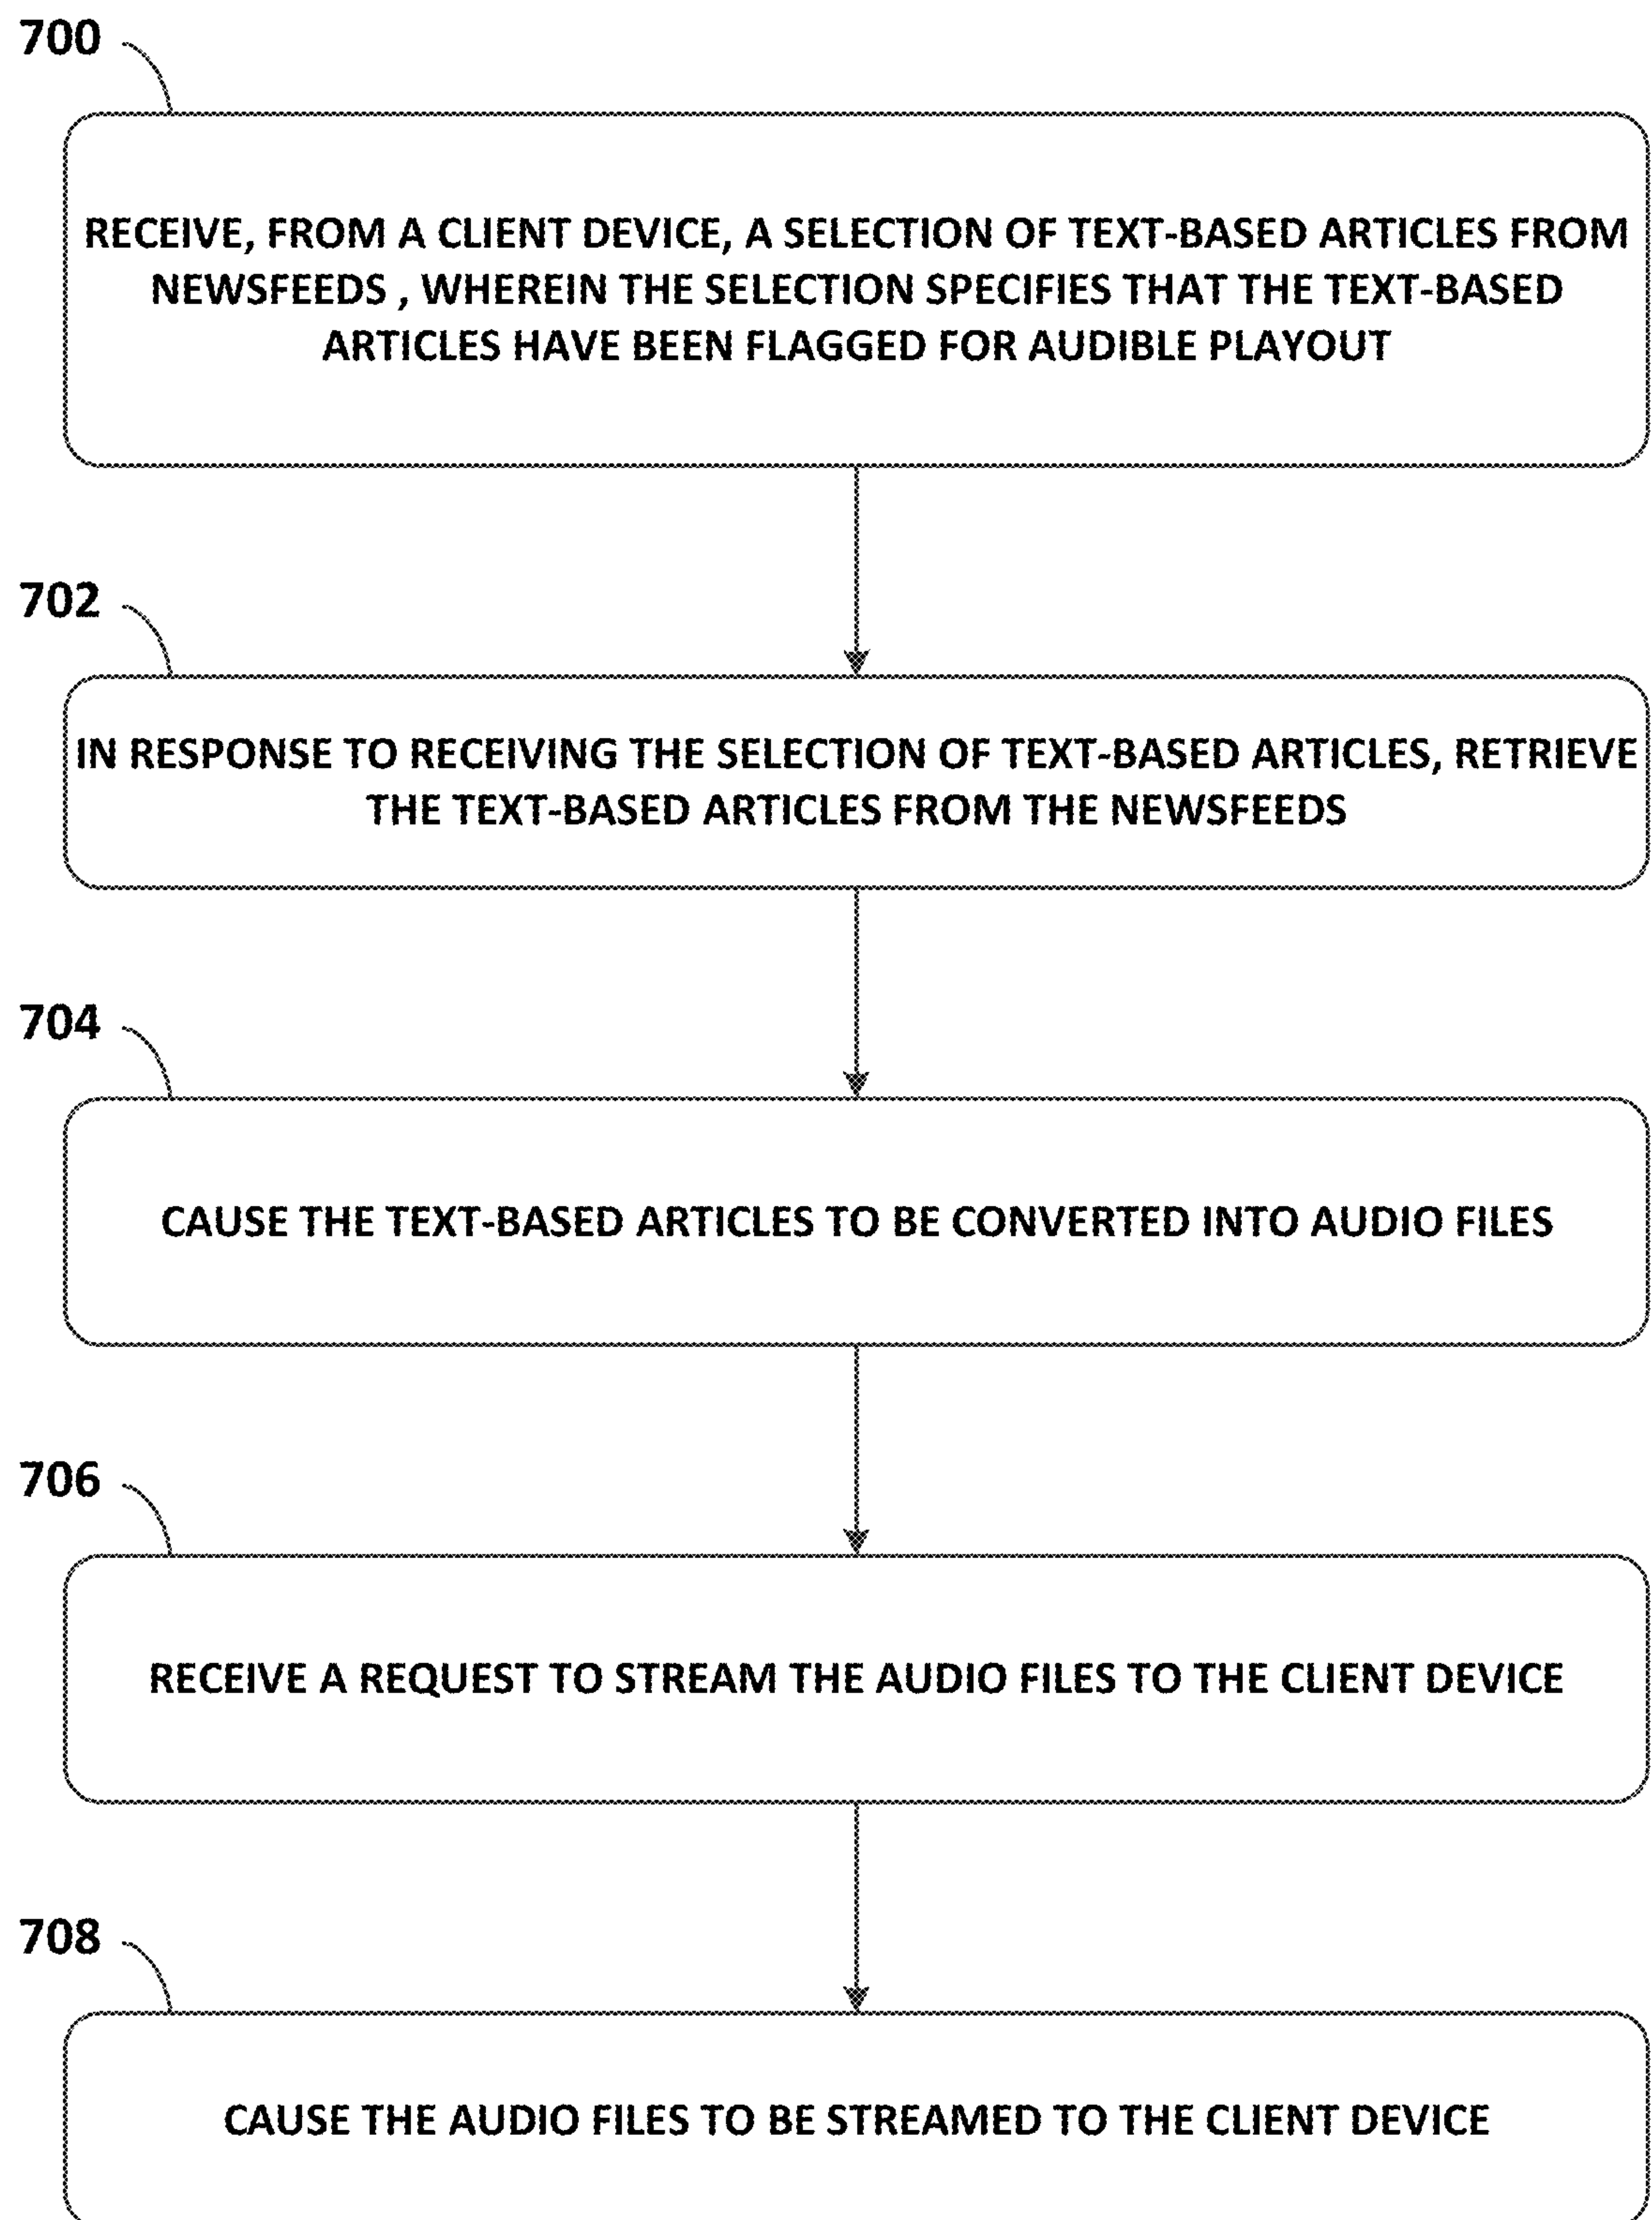 700
RECEIVE, FROM A CLIENT DEVICE, A SELECTION OF TEXT-BASED ARTICLES FROM
NEWSFEEDS , WHEREIN THE SELECTION SPECIFIES THAT THE TEXT-BASED
ARTICLES HAVE BEEN FLAGGED FOR AUDIBLE PLAYOUT
702
IN RESPONSE TO RECEIVING THE SELECTION OF TEXT-BASED ARTICLES, RETRIEVE
THE TEXT-BASED ARTICLES FROM THE NEWSFEEDS
704
CAUSE THE TEXT-BASED ARTICLES TO BE CONVERTED INTO AUDIO FILES
706
RECEIVE A REQUEST TO STREAM THE AUDIO FILES TO THE CLIENT DEVICE
708
CAUSE THE AUDIO FILES TO BE STREAMED TO THE CLIENT DEVICE